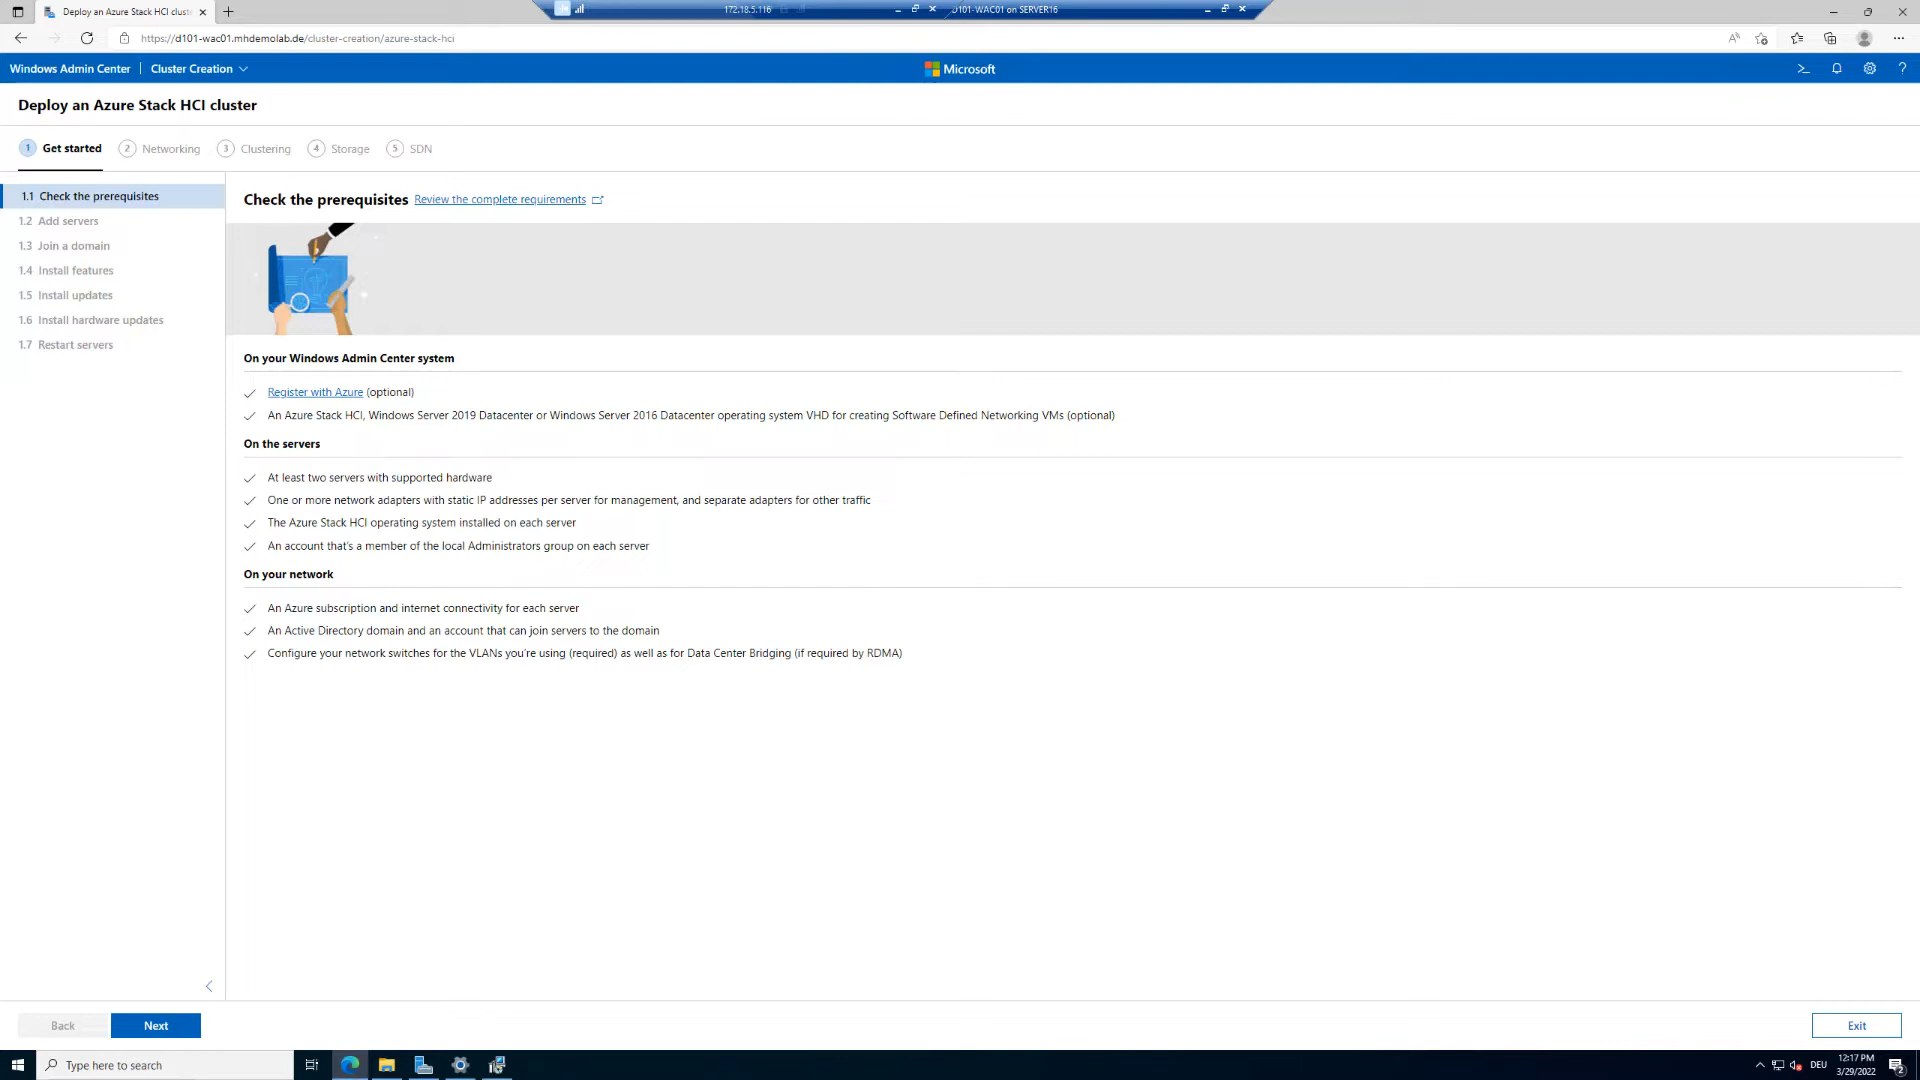 Deploy an Azure Stack HCI cluste
172.18.5.116
D101-WAC01 on SERVER16
https://d101-wac01.mhdemolab.de/cluster-creation/azure-stack-hci
Windows Admin Center
Cluster Creation
Microsoft
Deploy an Azure Stack HCI cluster
1 Get started
2 Networking
3 Clustering
4 Storage
5 SDN
1.1 Check the prerequisites
1.2 Add servers
1.3 Join a domain
1.4 Install features
1.5 Install updates
1.6 Install hardware updates
1.7 Restart servers
Check the prerequisites Review the complete requirements
On your Windows Admin Center system
Register with Azure (optional)
An Azure Stack HCI, Windows Server 2019 Datacenter or Windows Server 2016 Datacenter operating system VHD for creating Software Defined Networking VMs (optional)
On the servers
At least two servers with supported hardware
One or more network adapters with static IP addresses per server for management, and separate adapters for other traffic
The Azure Stack HCI operating system installed on each server
An account that's a member of the local Administrators group on each server
On your network
An Azure subscription and internet connectivity for each server
An Active Directory domain and an account that can join servers to the domain
Configure your network switches for the VLANs you're using (required) as well as for Data Center Bridging (if required by RDMA)
Back
Next
Exit
Type here to search
DEU
12:17 PM
3/29/2022
2